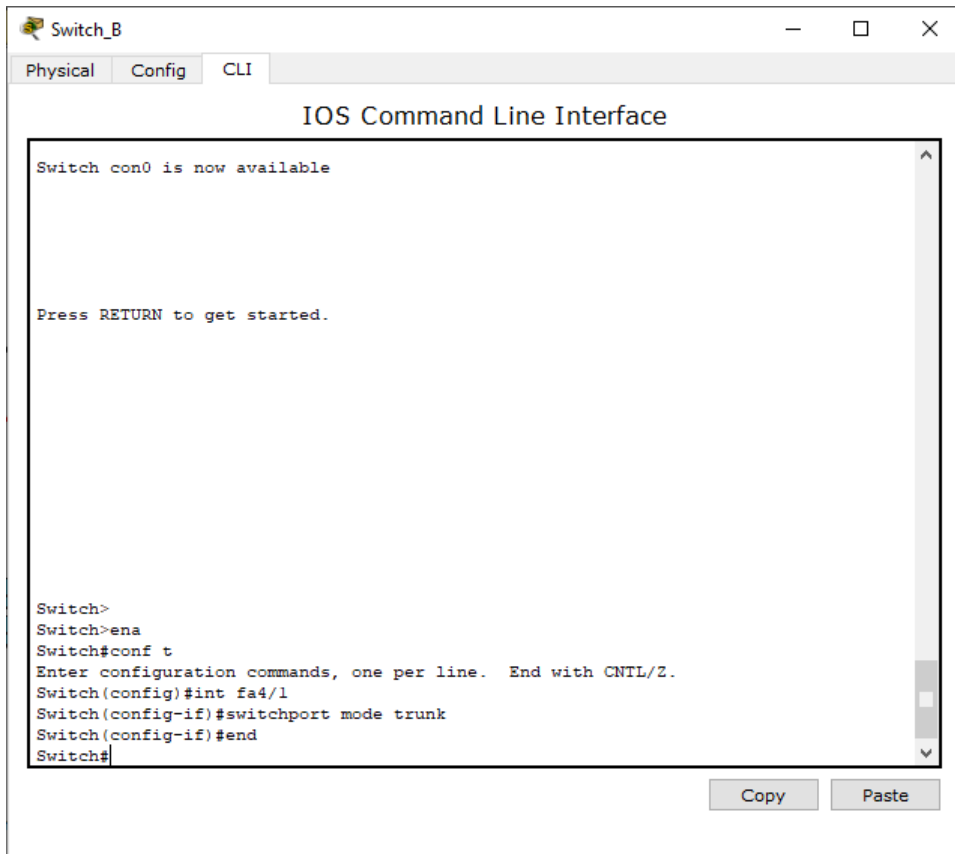 Switch_B
Physical Config CLI
IOS Command Line Interface
Switch con0 is now available
Press RETURN to get started.
Switch>
Switch>ena
Switch#conf t
Enter configuration commands, one per line.  End with CNTL/Z.
Switch(config)#int fa4/1
Switch(config-if)#switchport mode trunk
Switch(config-if)#end
Switch#
Copy Paste